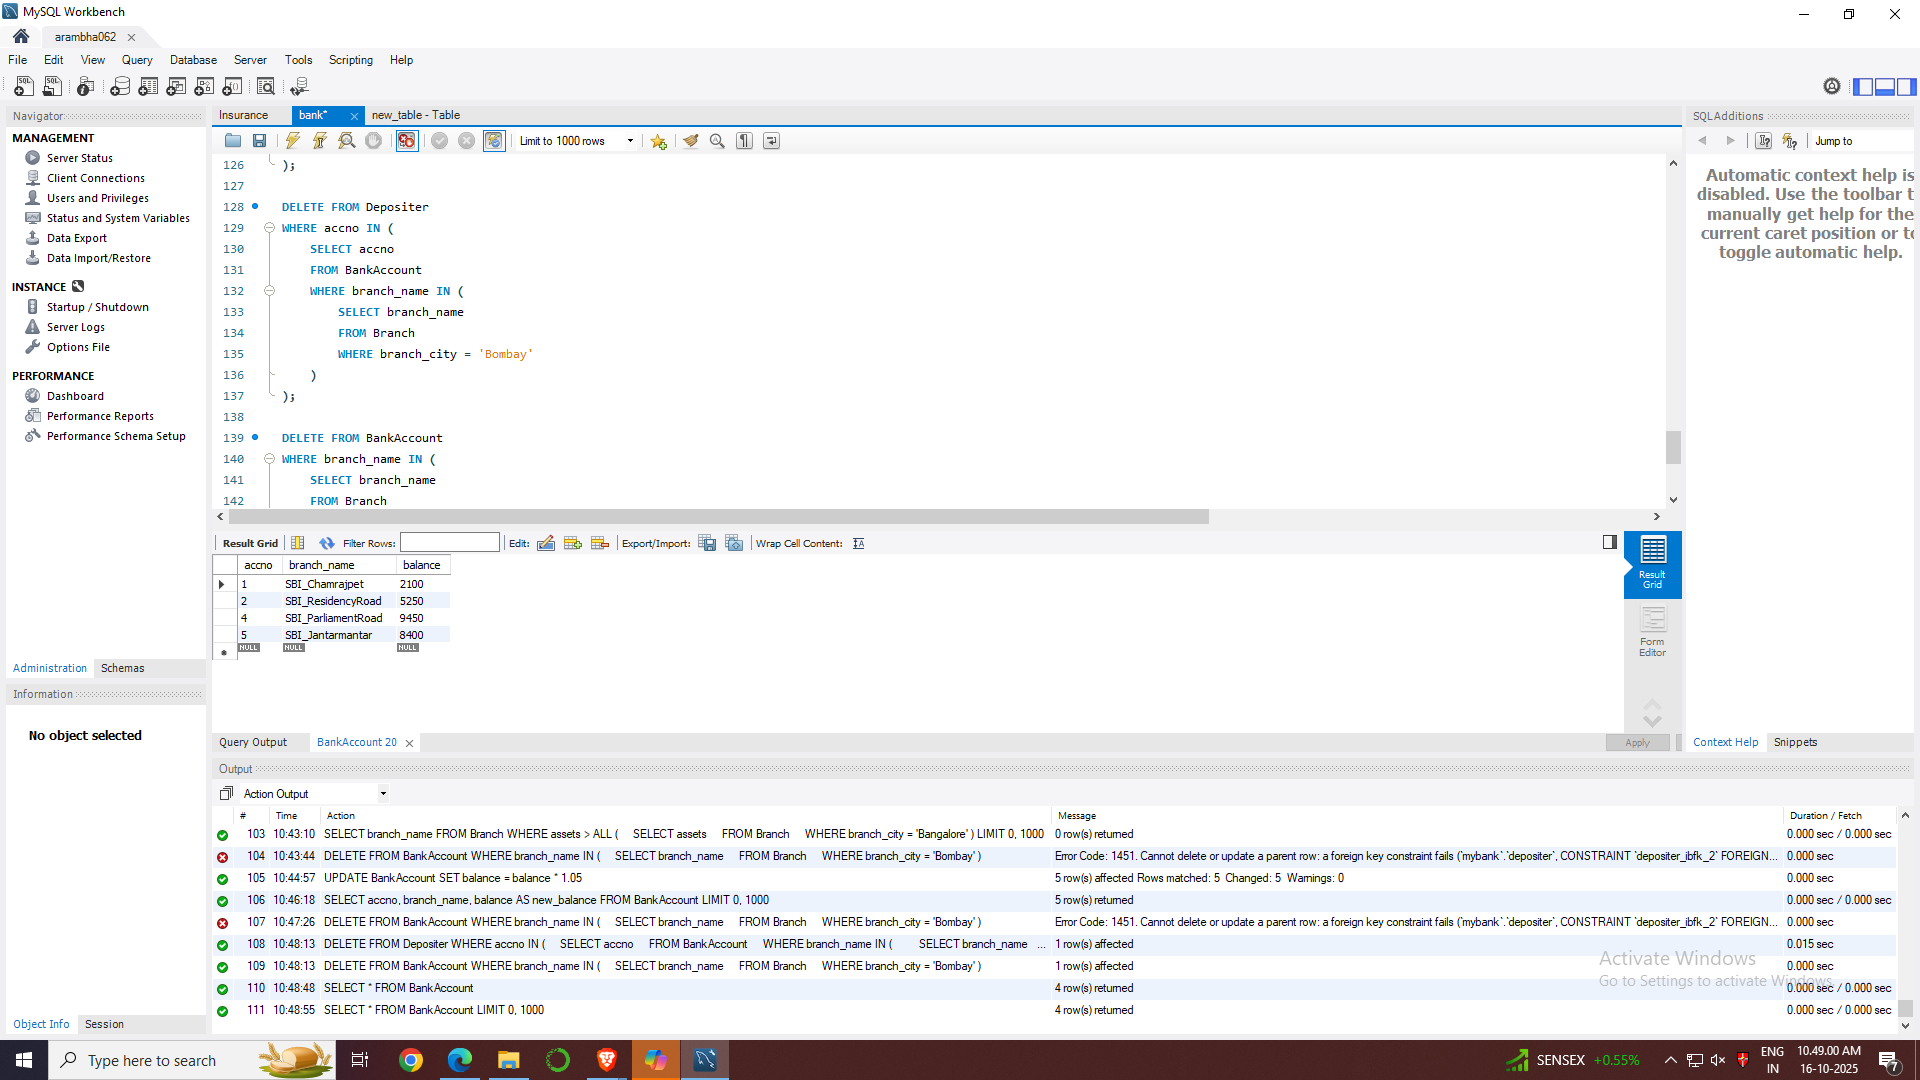 MySQL Workbench
arambha062
File Edit View Query Database Server Tools Scripting Help
Navigator
MANAGEMENT
Server Status
Client Connections
Users and Privileges
Status and System Variables
Data Export
Data Import/Restore
INSTANCE
Startup / Shutdown
Server Logs
Options File
PERFORMANCE
Dashboard
Performance Reports
Performance Schema Setup
Administration Schemas
Information
No object selected
Object Info Session
Insurance bank* new_table - Table
Limit to 1000 rows
126 );
127
128 DELETE FROM Depositer
129 WHERE accno IN (
130 SELECT accno
131 FROM BankAccount
132 WHERE branch_name IN (
133 SELECT branch_name
134 FROM Branch
135 WHERE branch_city = 'Bombay'
136 )
137 );
138
139 DELETE FROM BankAccount
140 WHERE branch_name IN (
141 SELECT branch_name
142 FROM Branch
Result Grid Filter Rows: Edit: Export/Import: Wrap Cell Content:
accno branch_name balance
1 SBI_Chamrajpet 2100
2 SBI_ResidencyRoad 5250
4 SBI_ParliamentRoad 9450
5 SBI_Jantarmantar 8400
NULL NULL NULL
Result
Grid
Form
Editor
Query Output BankAccount 20
Apply
SQLAdditions
Jump to
Automatic context help is
disabled. Use the toolbar t
manually get help for the
current caret position or to
toggle automatic help.
Context Help Snippets
Output
Action Output
# Time Action Message Duration / Fetch
103 10:43:10 SELECT branch_name FROM Branch WHERE assets > ALL ( SELECT assets FROM Branch WHERE branch_city = 'Bangalore' ) LIMIT 0, 1000 0 row(s) returned 0.000 sec / 0.000 sec
104 10:43:44 DELETE FROM BankAccount WHERE branch_name IN ( SELECT branch_name FROM Branch WHERE branch_city = 'Bombay' ) Error Code: 1451. Cannot delete or update a parent row: a foreign key constraint fails (`mybank`.`depositer`, CONSTRAINT `depositer_ibfk_2` FOREIGN... 0.000 sec
105 10:44:57 UPDATE BankAccount SET balance = balance * 1.05 5 row(s) affected Rows matched: 5 Changed: 5 Warnings: 0 0.000 sec
106 10:46:18 SELECT accno, branch_name, balance AS new_balance FROM BankAccount LIMIT 0, 1000 5 row(s) returned 0.000 sec / 0.000 sec
107 10:47:26 DELETE FROM BankAccount WHERE branch_name IN ( SELECT branch_name FROM Branch WHERE branch_city = 'Bombay' ) Error Code: 1451. Cannot delete or update a parent row: a foreign key constraint fails (`mybank`.`depositer`, CONSTRAINT `depositer_ibfk_2` FOREIGN... 0.000 sec
108 10:48:13 DELETE FROM Depositer WHERE accno IN ( SELECT accno FROM BankAccount WHERE branch_name IN ( SELECT branch_name ... 1 row(s) affected 0.015 sec
109 10:48:13 DELETE FROM BankAccount WHERE branch_name IN ( SELECT branch_name FROM Branch WHERE branch_city = 'Bombay' ) 1 row(s) affected 0.000 sec
110 10:48:48 SELECT * FROM BankAccount 4 row(s) returned 0.000 sec / 0.000 sec
111 10:48:55 SELECT * FROM BankAccount LIMIT 0, 1000 4 row(s) returned 0.000 sec / 0.000 sec
Activate Windows
Go to Settings to activate Windows.
Type here to search
SENSEX +0.55%
ENG
IN
10.49.00 AM
16-10-2025
7